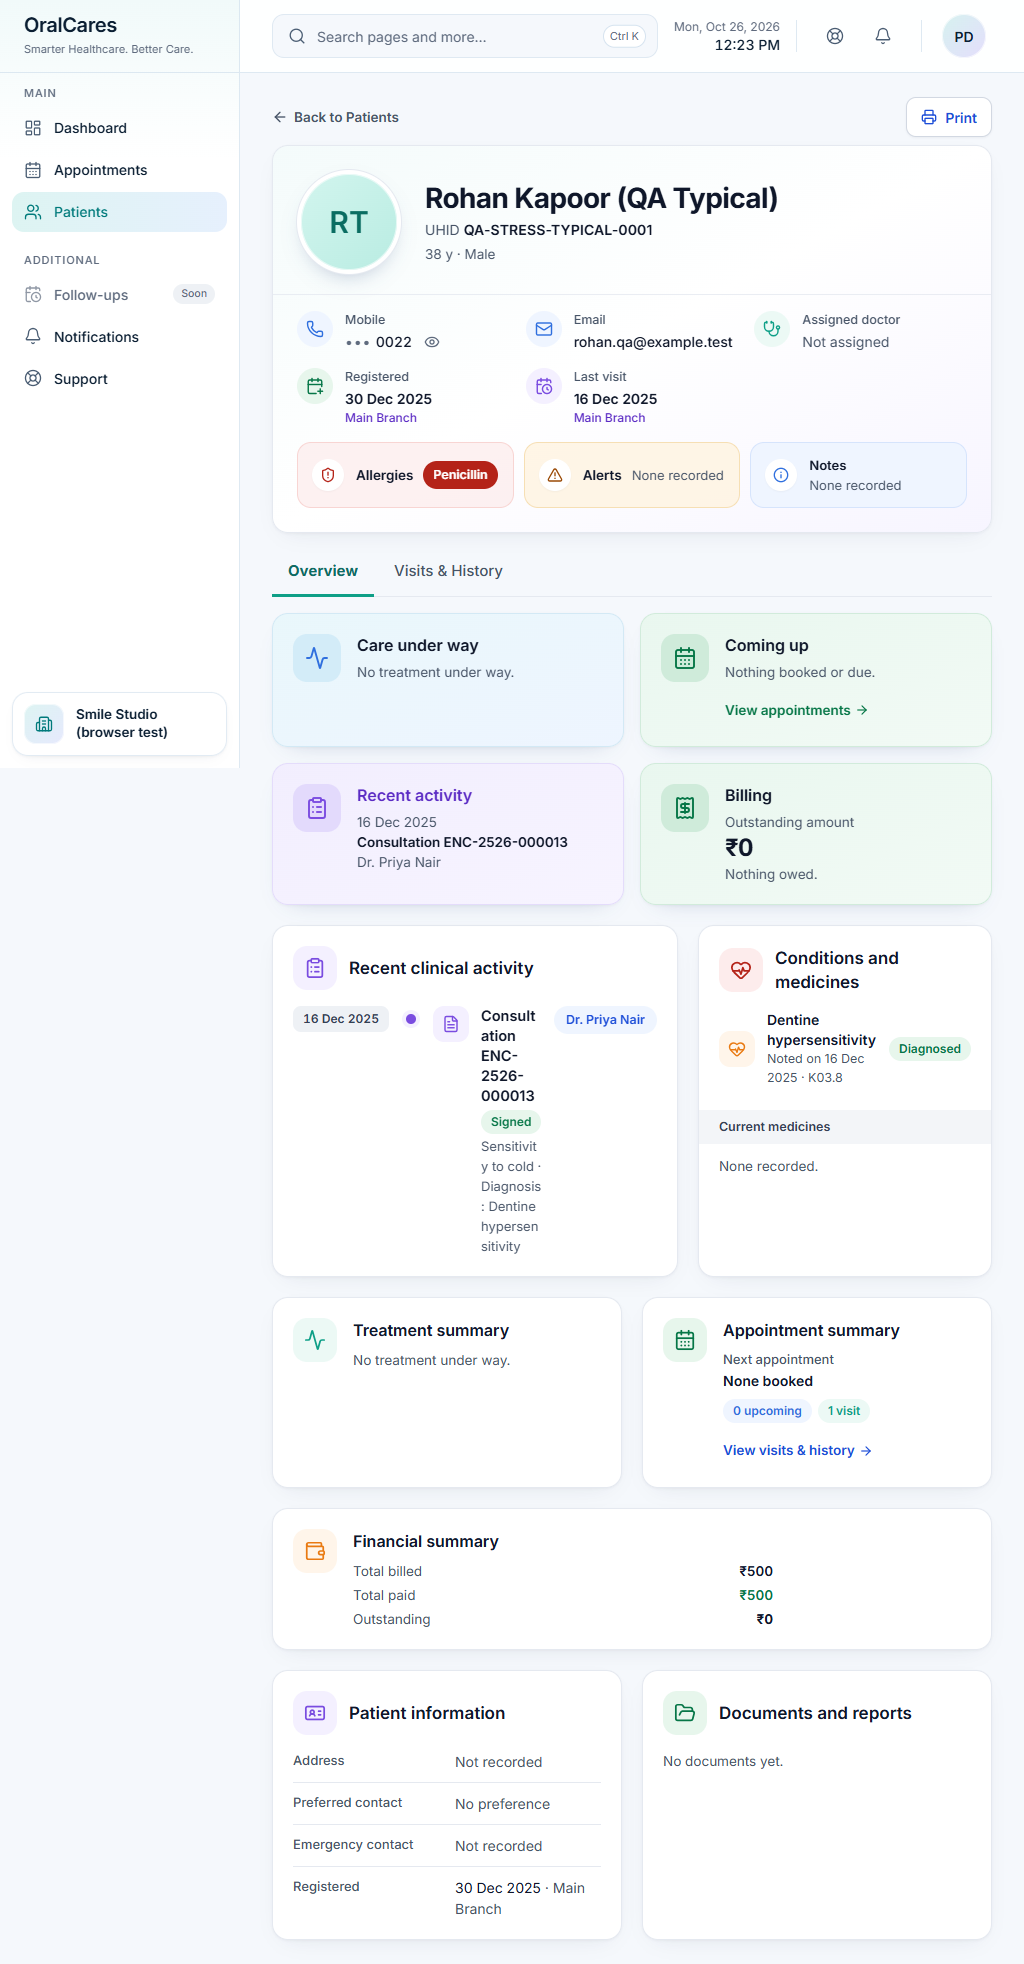 OralCares
Smarter Healthcare. Better Care.
Search pages and more...
Ctrl K
Mon, Oct 26, 2026
12:23 PM
PD
MAIN
Dashboard
Appointments
Patients
ADDITIONAL
Follow-ups
Soon
Notifications
Support
Smile Studio
(browser test)
Back to Patients
Print
RT
Rohan Kapoor (QA Typical)
UHID QA-STRESS-TYPICAL-0001
38 y · Male
Mobile
••• 0022
Email
rohan.qa@example.test
Assigned doctor
Not assigned
Registered
30 Dec 2025
Main Branch
Last visit
16 Dec 2025
Main Branch
Allergies
Penicillin
Alerts
None recorded
Notes
None recorded
Overview
Visits & History
Care under way
No treatment under way.
Coming up
Nothing booked or due.
View appointments →
Recent activity
16 Dec 2025
Consultation ENC-2526-000013
Dr. Priya Nair
Billing
Outstanding amount
₹0
Nothing owed.
Recent clinical activity
16 Dec 2025
Consult
ation
ENC-
2526-
000013
Signed
Sensitivit
y to cold ·
Diagnosis
: Dentine
hypersen
sitivity
Dr. Priya Nair
Conditions and
medicines
Dentine
hypersensitivity
Noted on 16 Dec
2025 · K03.8
Diagnosed
Current medicines
None recorded.
Treatment summary
No treatment under way.
Appointment summary
Next appointment
None booked
0 upcoming
1 visit
View visits & history →
Financial summary
Total billed ₹500
Total paid ₹500
Outstanding ₹0
Patient information
Address Not recorded
Preferred contact No preference
Emergency contact Not recorded
Registered 30 Dec 2025 · Main
Branch
Documents and reports
No documents yet.